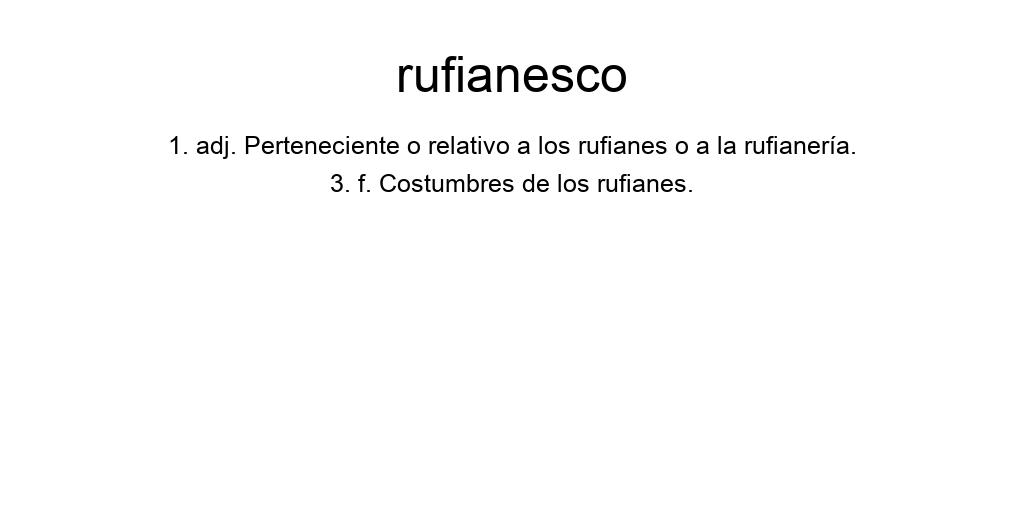 rufianesco
1. adj. Perteneciente o relativo a los rufianes o a la rufianería.
3. f. Costumbres de los rufianes.